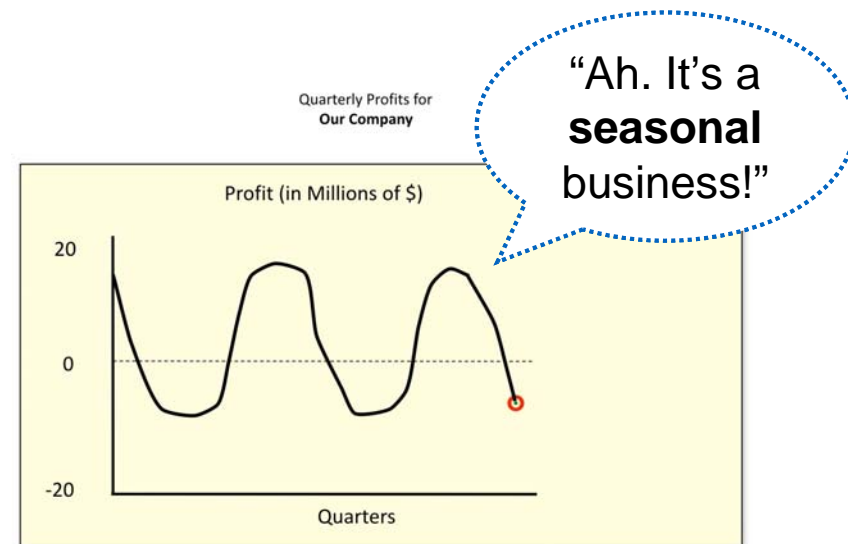 Quarterly Profits for
Our Company
“Ah. It’s a
seasonal
business!”
Profit (in Millions of $)
20
0
-20
Quarters